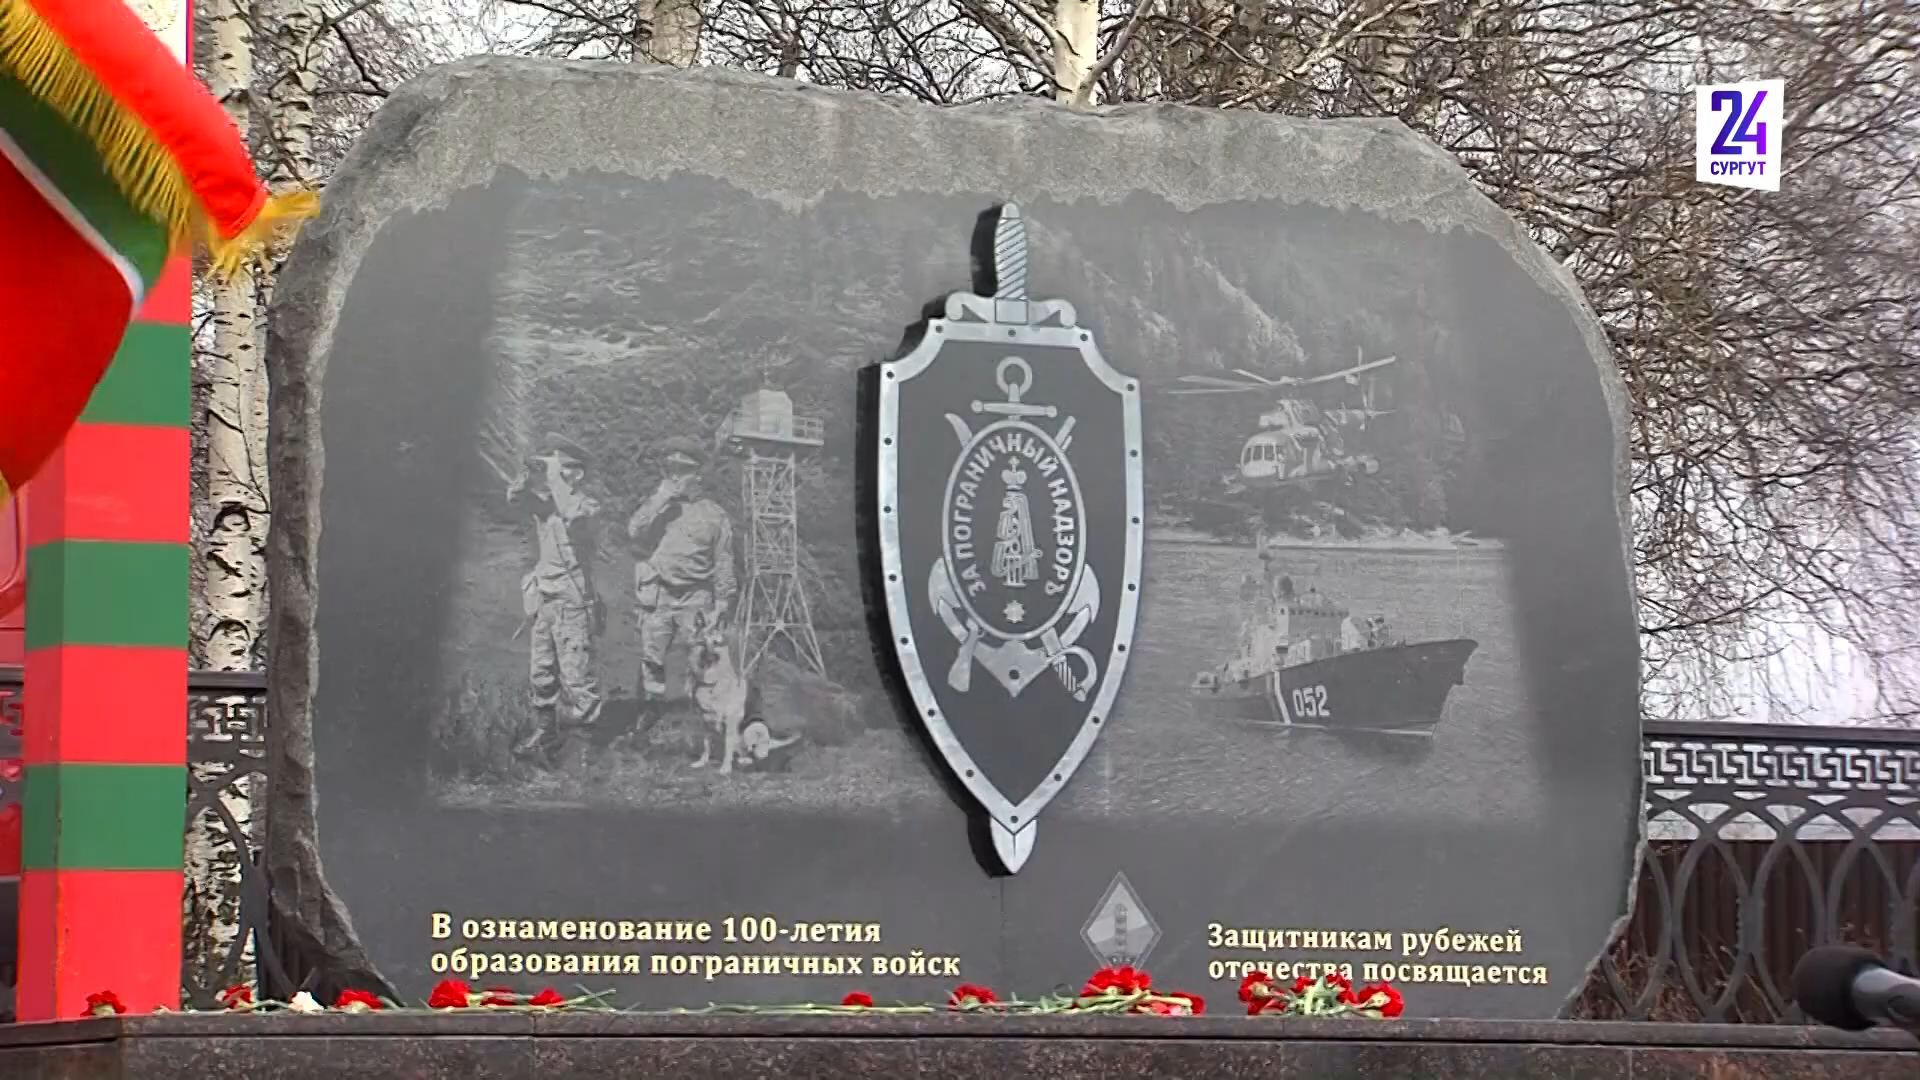 24
СУРГУТ
ЗА ПОГРАНИЧНЫЙ НАДЗОРЪ
052
В ознаменование 100-летия
образования пограничных войск
Защитникам рубежей
отечества посвящается